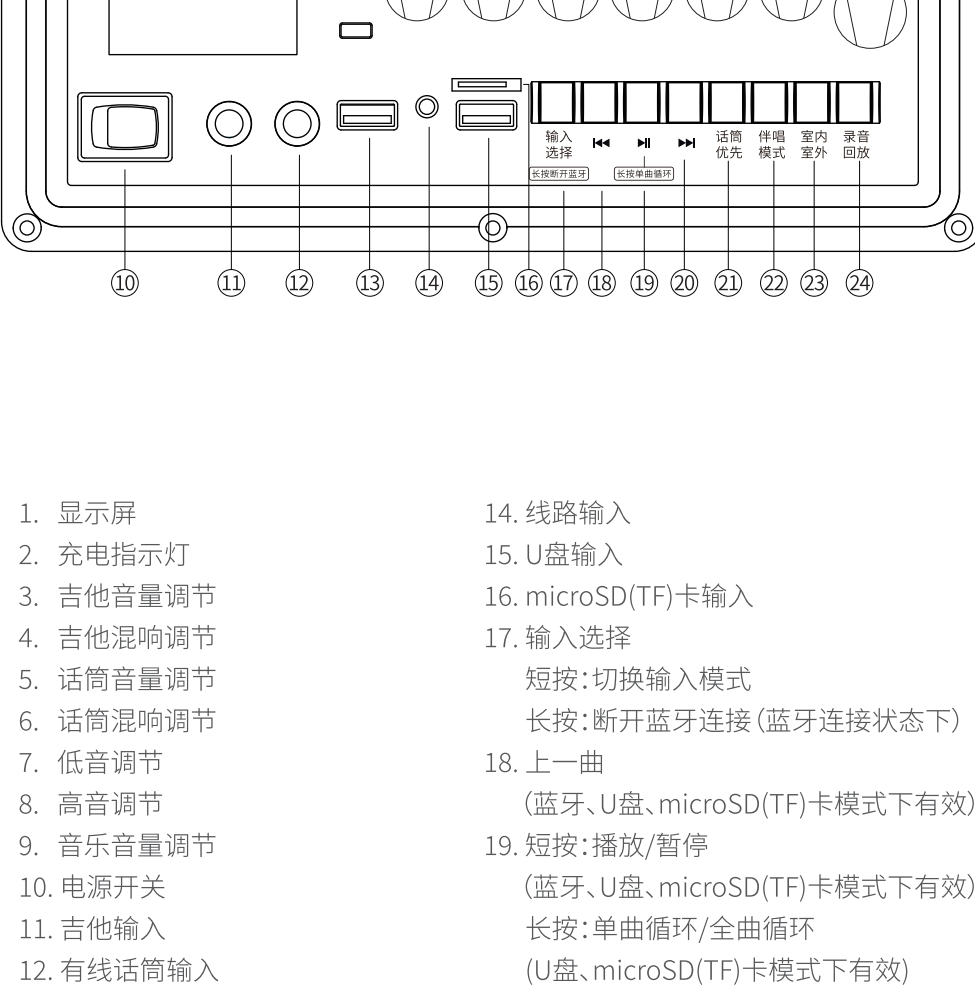 输入
选择
话筒
优先
伴唱
模式
室内
室外
录音
回放
长按断开蓝牙
长按单曲循环
⑩ ⑪ ⑫ ⑬ ⑭ ⑮ ⑯ ⑰ ⑱ ⑲ ⑳ ㉑ ㉒ ㉓ ㉔
1. 显示屏
2. 充电指示灯
3. 吉他音量调节
4. 吉他混响调节
5. 话筒音量调节
6. 话筒混响调节
7. 低音调节
8. 高音调节
9. 音乐音量调节
10. 电源开关
11. 吉他输入
12. 有线话筒输入
14. 线路输入
15. U盘输入
16. microSD(TF)卡输入
17. 输入选择
短按：切换输入模式
长按：断开蓝牙连接（蓝牙连接状态下）
18. 上一曲
（蓝牙、U盘、microSD(TF)卡模式下有效）
19. 短按：播放/暂停
（蓝牙、U盘、microSD(TF)卡模式下有效）
长按：单曲循环/全曲循环
(U盘、microSD(TF)卡模式下有效)